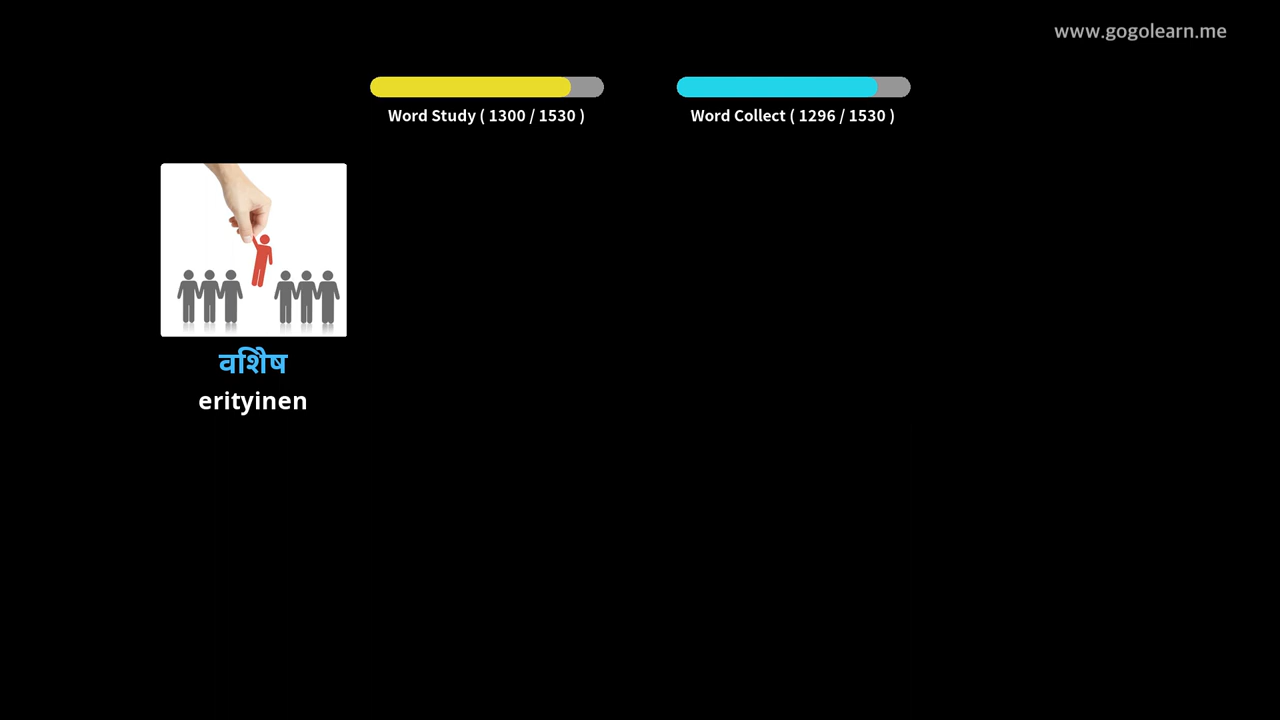 www.gogolearn.me
Word Study ( 1300 / 1530 )
Word Collect ( 1296 / 1530 )
वशिेष
erityinen